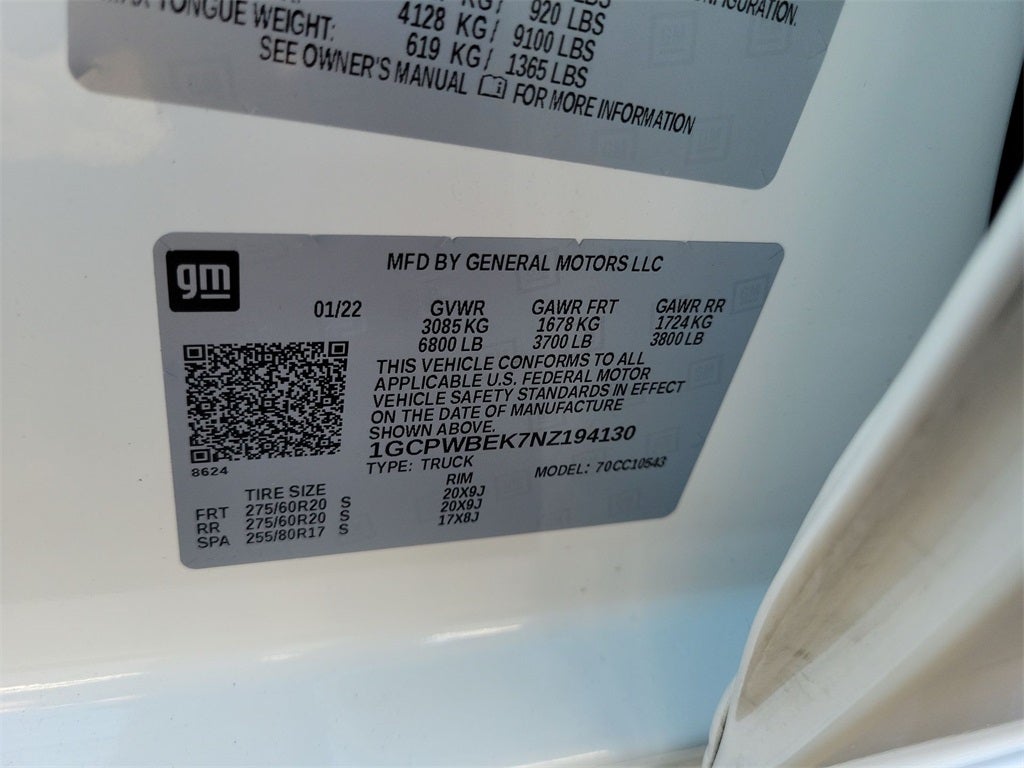 CONFIGURATION.
920 LBS
4128 KG/ 9100 LBS
TONGUE WEIGHT: 619 KG/ 1365 LBS
SEE OWNER'S MANUAL FOR MORE INFORMATION
gm
MFD BY GENERAL MOTORS LLC
01/22 GVWR GAWR FRT GAWR RR
3085 KG 1678 KG 1724 KG
6800 LB 3700 LB 3800 LB
THIS VEHICLE CONFORMS TO ALL
APPLICABLE U.S. FEDERAL MOTOR
VEHICLE SAFETY STANDARDS IN EFFECT
ON THE DATE OF MANUFACTURE
SHOWN ABOVE.
1GCPWBEK7NZ194130
8624
TYPE: TRUCK MODEL: 70CC10543
TIRE SIZE RIM
FRT 275/60R20 S 20X9J
RR 275/60R20 S 20X9J
SPA 255/80R17 S 17X8J